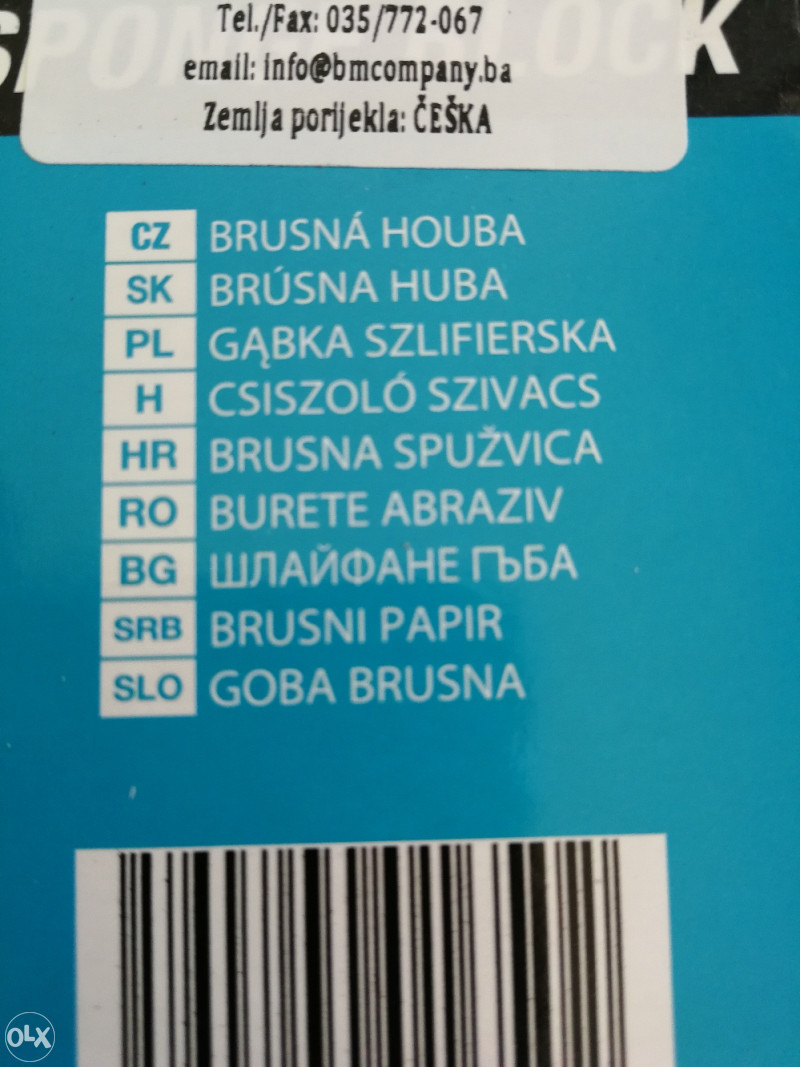 Tel./Fax: 035/772-067
SPONGE BLOCK
email: info@bmcompany.ba
Zemlja porijekla: ČEŠKA
CZ BRUSNÁ HOUBA
SK BRÚSNA HUBA
PL GĄBKA SZLIFIERSKA
H CSISZOLÓ SZIVACS
HR BRUSNA SPUŽVICA
RO BURETE ABRAZIV
BG ШЛАЙФАНЕ ГЪБА
SRB BRUSNI PAPIR
SLO GOBA BRUSNA
OLX